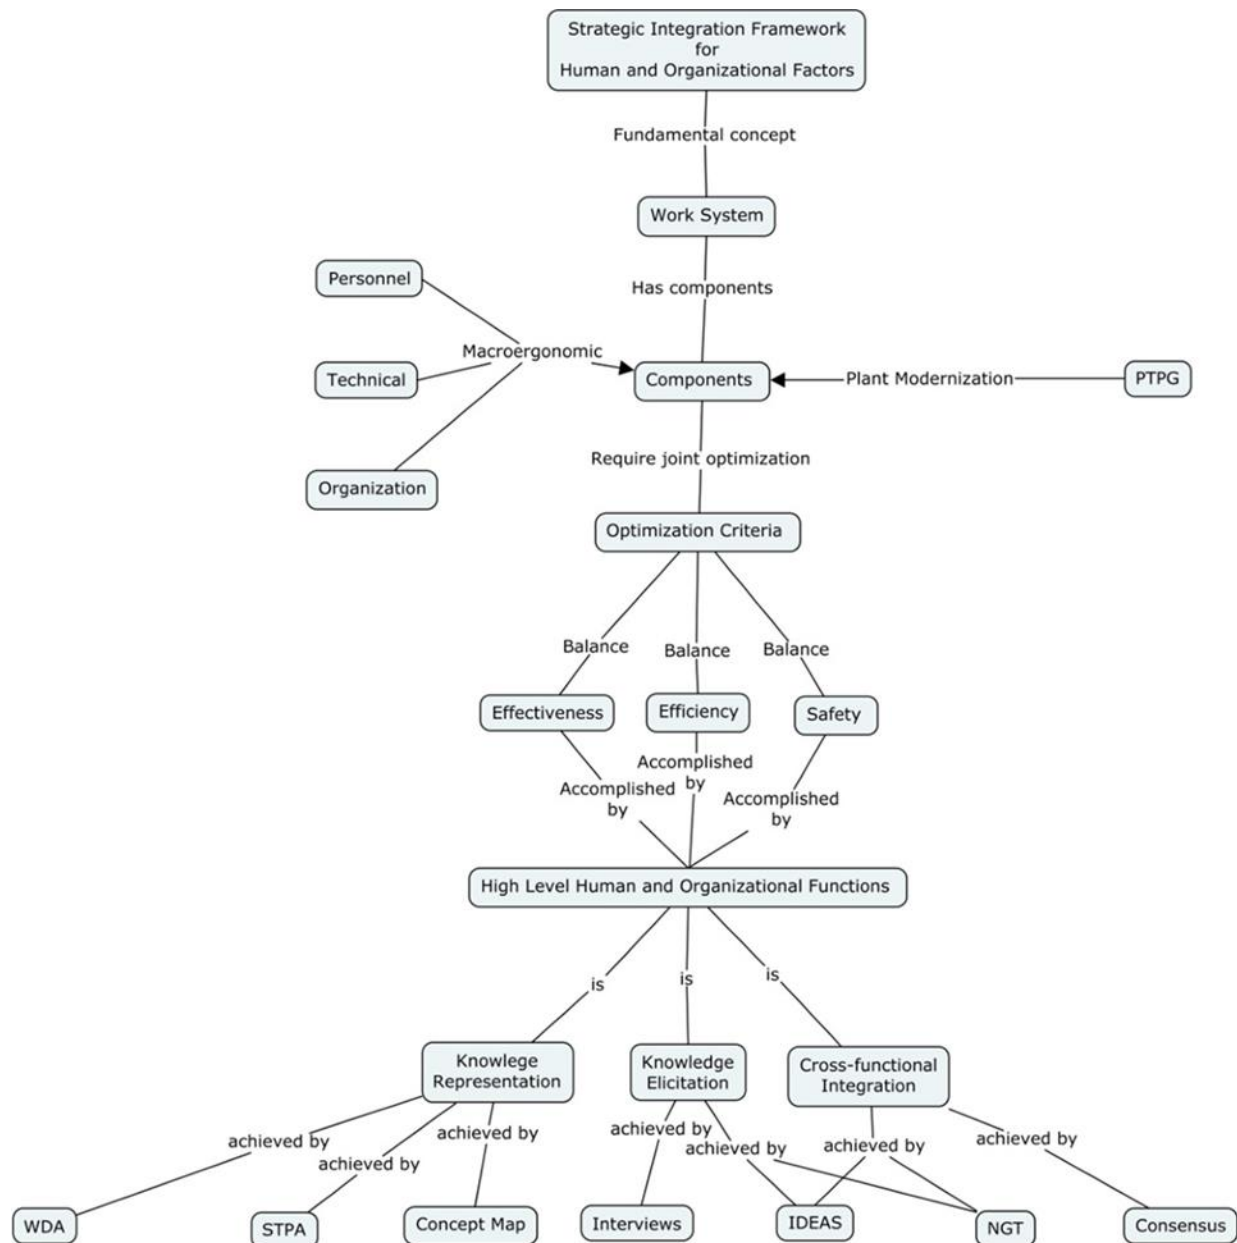 Strategic Integration Framework
for
Human and Organizational Factors
Fundamental concept
Work System
Personnel
Has components
Macroergonomic
Technical
Components
Plant Modernization
PTPG
Require joint optimization
Organization
Optimization Criteria
Balance
Balance
Balance
Effectiveness
Efficiency
Safety
Accomplished
by
Accomplished
by
Accomplished
by
High Level Human and Organizational Functions
is
is
is
Knowlege
Representation
Knowledge
Elicitation
Cross-functional
Integration
achieved by
achieved by
achieved by
achieved by
achieved by
achieved by
achieved by
WDA
STPA
Concept Map
Interviews
IDEAS
NGT
Consensus